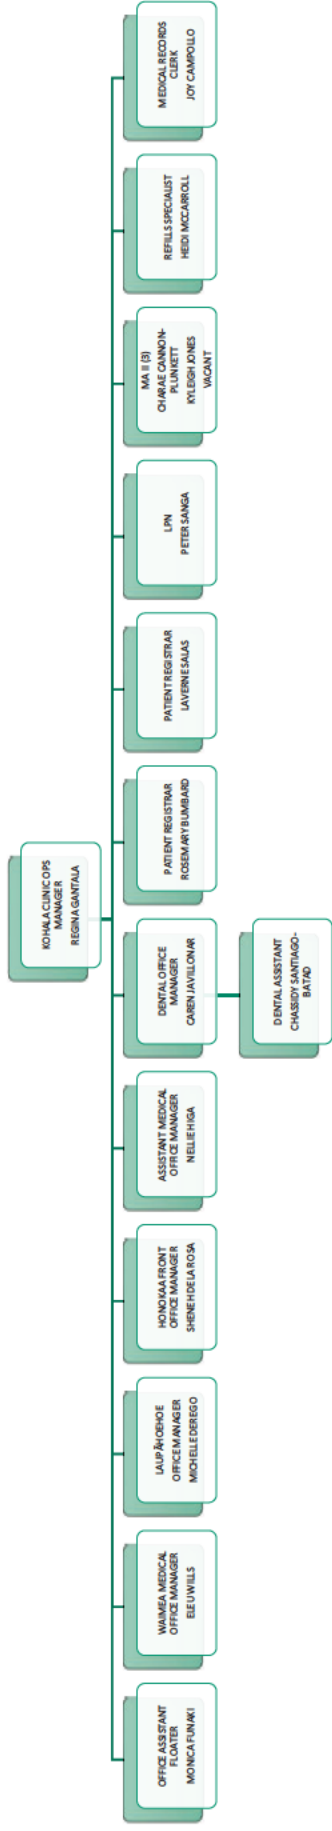 KOHALA CLINIC OPS
MANAGER
REGINA GANTALA
OFFICE ASSISTANT
FLOATER
MONICA FUNAKI
WAIMEA MEDICAL
OFFICE MANAGER
ELEU WILLS
LAUPĀHOEHOE
OFFICE MANAGER
MICHELLE DEREGO
HONOKAA FRONT
OFFICE MANAGER
SHENEH DE LA ROSA
ASSISTANT MEDICAL
OFFICE MANAGER
NELLIE HIGA
DENTAL OFFICE
MANAGER
CAREN JAVILLONAR
PATIENT REGISTRAR
ROSEMARY BUMBARD
PATIENT REGISTRAR
LAVERNE SALAS
LPN
PETER SANGA
MA II (3)
CHARAE CANNON-
PLUNKETT
KYLEIGH JONES
VACANT
REFILLS SPECIALIST
HEIDI MCCARROLL
MEDICAL RECORDS
CLERK
JOY CAMPOLLO
DENTAL ASSISTANT
CHASSIDY SANTIAGO-
BATAD